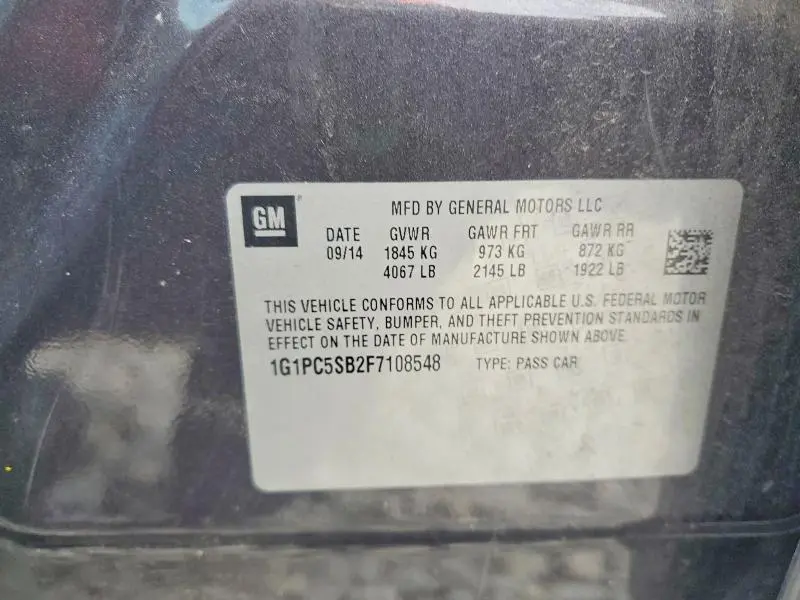 GM
MFD BY GENERAL MOTORS LLC
DATE GVWR GAWR FRT GAWR RR
09/14 1845 KG 973 KG 872 KG
4067 LB 2145 LB 1922 LB
THIS VEHICLE CONFORMS TO ALL APPLICABLE U.S. FEDERAL MOTOR
VEHICLE SAFETY, BUMPER, AND THEFT PREVENTION STANDARDS IN
EFFECT ON THE DATE OF MANUFACTURE SHOWN ABOVE.
1G1PC5SB2F7108548 TYPE: PASS CAR